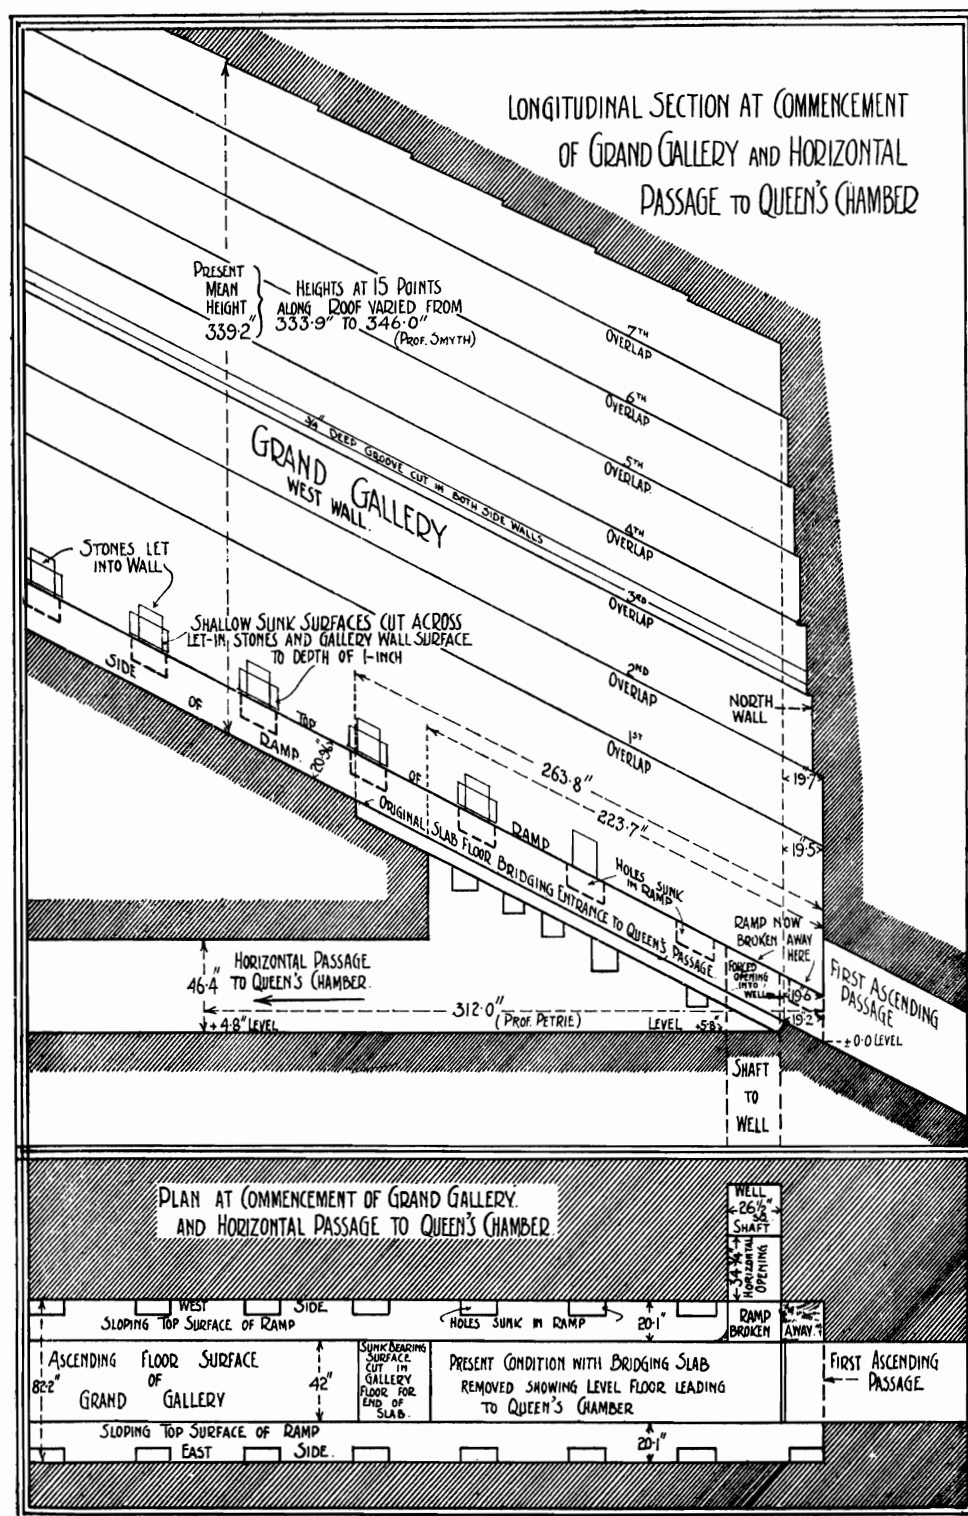 LONGITUDINAL SECTION AT COMMENCEMENT
OF GRAND GALLERY AND HORIZONTAL
PASSAGE TO QUEEN'S CHAMBER
PRESENT
MEAN
HEIGHT
339·2"
HEIGHTS AT 15 POINTS
ALONG ROOF VARIED FROM
333·9" TO 346·0"
(PROF. SMYTH)
7TH
OVERLAP
6TH
OVERLAP
5TH
OVERLAP
4TH
OVERLAP
3RD
OVERLAP
2ND
OVERLAP
1ST
OVERLAP
3/4" DEEP GROOVE CUT IN BOTH SIDE WALLS
GRAND GALLERY
WEST WALL
STONES LET
INTO WALL
SHALLOW SUNK SURFACES CUT ACROSS
LET-IN STONES AND GALLERY WALL SURFACE
TO DEPTH OF 1-INCH
NORTH
WALL
SIDE OF RAMP.
TOP OF RAMP
20·96"
263·8"
223·7"
19·7"
19·5"
ORIGINAL SLAB FLOOR BRIDGING ENTRANCE TO QUEEN'S PASSAGE.
HOLES SUNK
IN RAMP
RAMP NOW
BROKEN AWAY
HERE
FORCED
OPENING
INTO
WELL
19·6
19·2"
FIRST ASCENDING
PASSAGE
±0·0 LEVEL
46·4"
HORIZONTAL PASSAGE
TO QUEEN'S CHAMBER.
312·0"
(PROF. PETRIE)
+4·8" LEVEL
LEVEL +5·8"
SHAFT
TO
WELL
PLAN AT COMMENCEMENT OF GRAND GALLERY.
AND HORIZONTAL PASSAGE TO QUEEN'S CHAMBER
WELL
26½"
SQ.
SHAFT
HORIZONTAL
OPENING
WEST SIDE.
SLOPING TOP SURFACE OF RAMP
HOLES SUNK IN RAMP
20·1"
RAMP
BROKEN AWAY.
82·2"
ASCENDING FLOOR SURFACE
OF
GRAND GALLERY
42"
SUNK BEARING
SURFACE
CUT IN
GALLERY
FLOOR FOR
END OF
SLAB.
PRESENT CONDITION WITH BRIDGING SLAB
REMOVED SHOWING LEVEL FLOOR LEADING
TO QUEEN'S CHAMBER
FIRST ASCENDING
PASSAGE
SLOPING TOP SURFACE OF RAMP
EAST SIDE.
20·1"